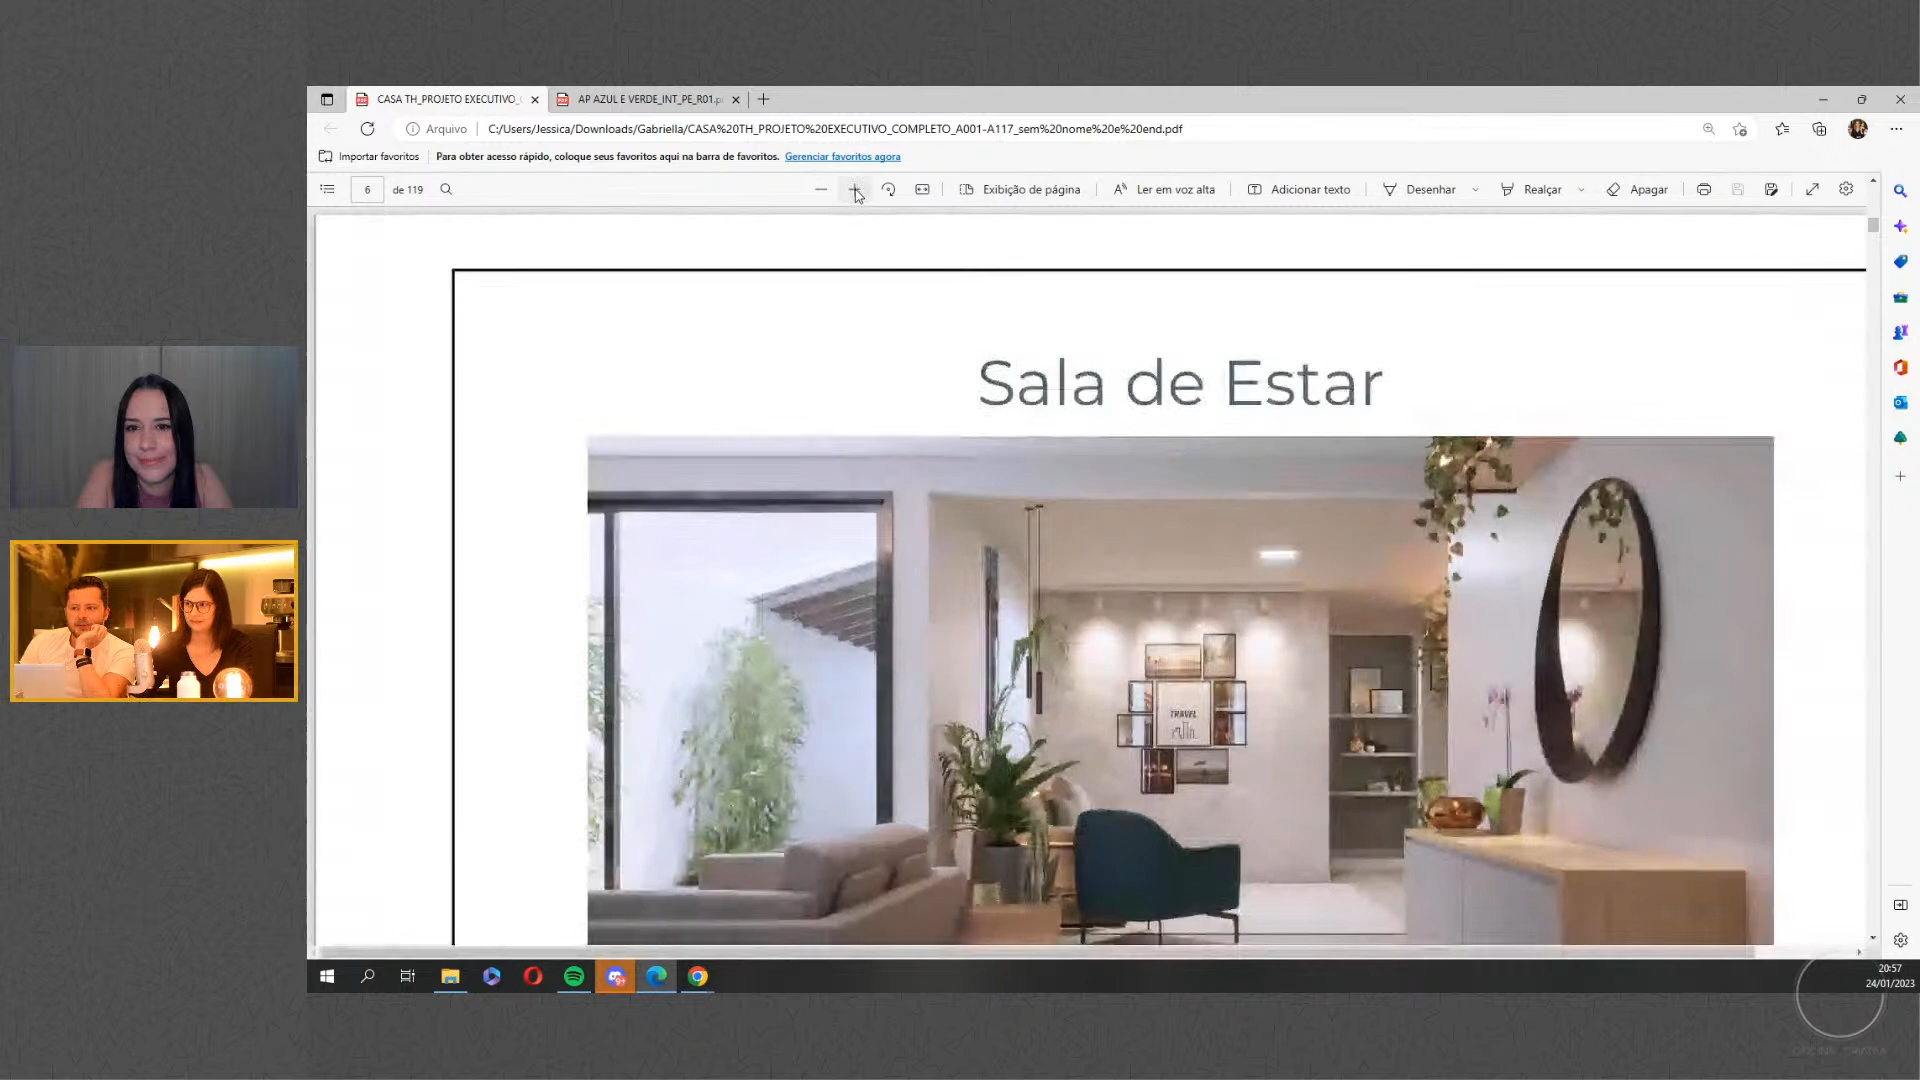 CASA TH_PROJETO EXECUTIVO_
AP AZUL E VERDE_INT_PE_R01.p
Arquivo
C:/Users/Jessica/Downloads/Gabriella/CASA%20TH_PROJETO%20EXECUTIVO_COMPLETO_A001-A117_sem%20nome%20e%20end.pdf
Importar favoritos
Para obter acesso rápido, coloque seus favoritos aqui na barra de favoritos. Gerenciar favoritos agora
6 de 119
Exibição de página
Ler em voz alta
Adicionar texto
Desenhar
Realçar
Apagar
Sala de Estar
TRAVEL
9+
20:57
24/01/2023